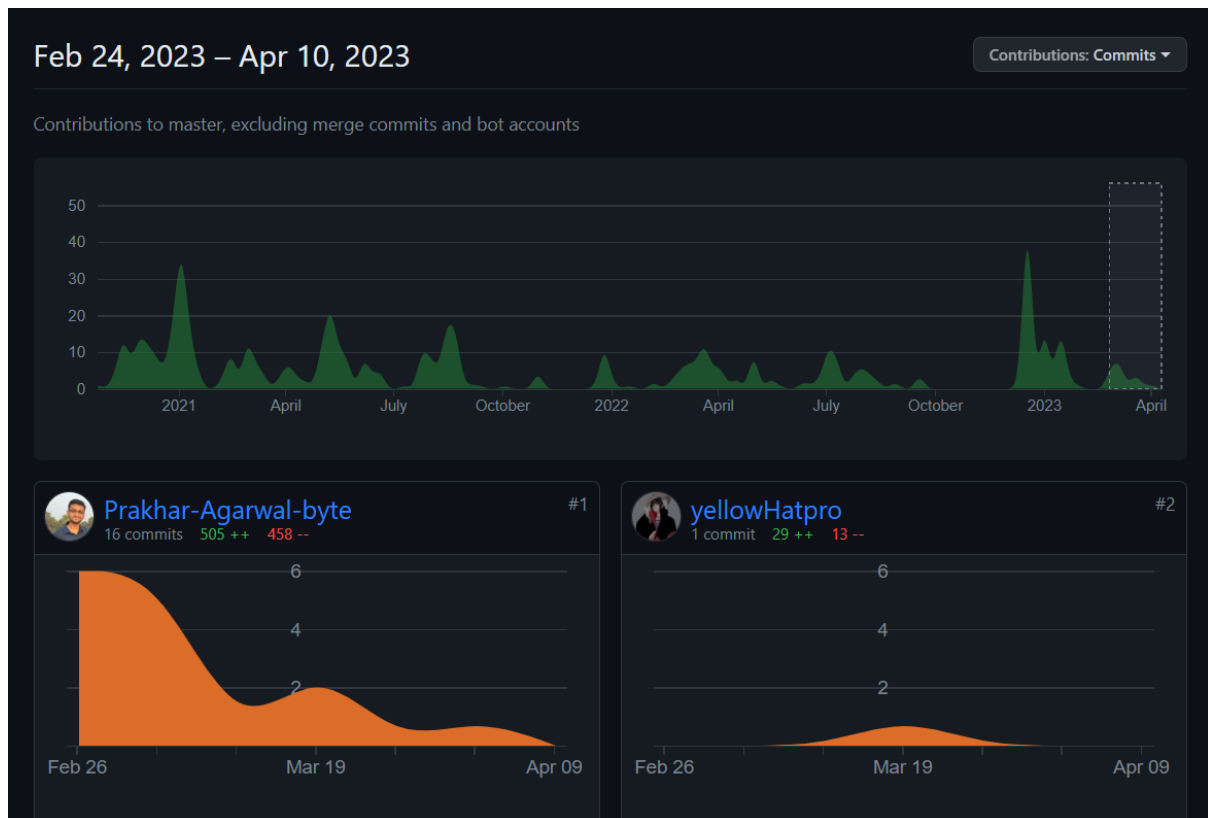 Feb 24, 2023 – Apr 10, 2023
Contributions: Commits
Contributions to master, excluding merge commits and bot accounts
50
40
30
20
10
0
2021 April July October 2022 April July October 2023 April
Prakhar-Agarwal-byte #1
16 commits 505 ++ 458 --
6
4
2
Feb 26 Mar 19 Apr 09
yellowHatpro #2
1 commit 29 ++ 13 --
6
4
2
Feb 26 Mar 19 Apr 09